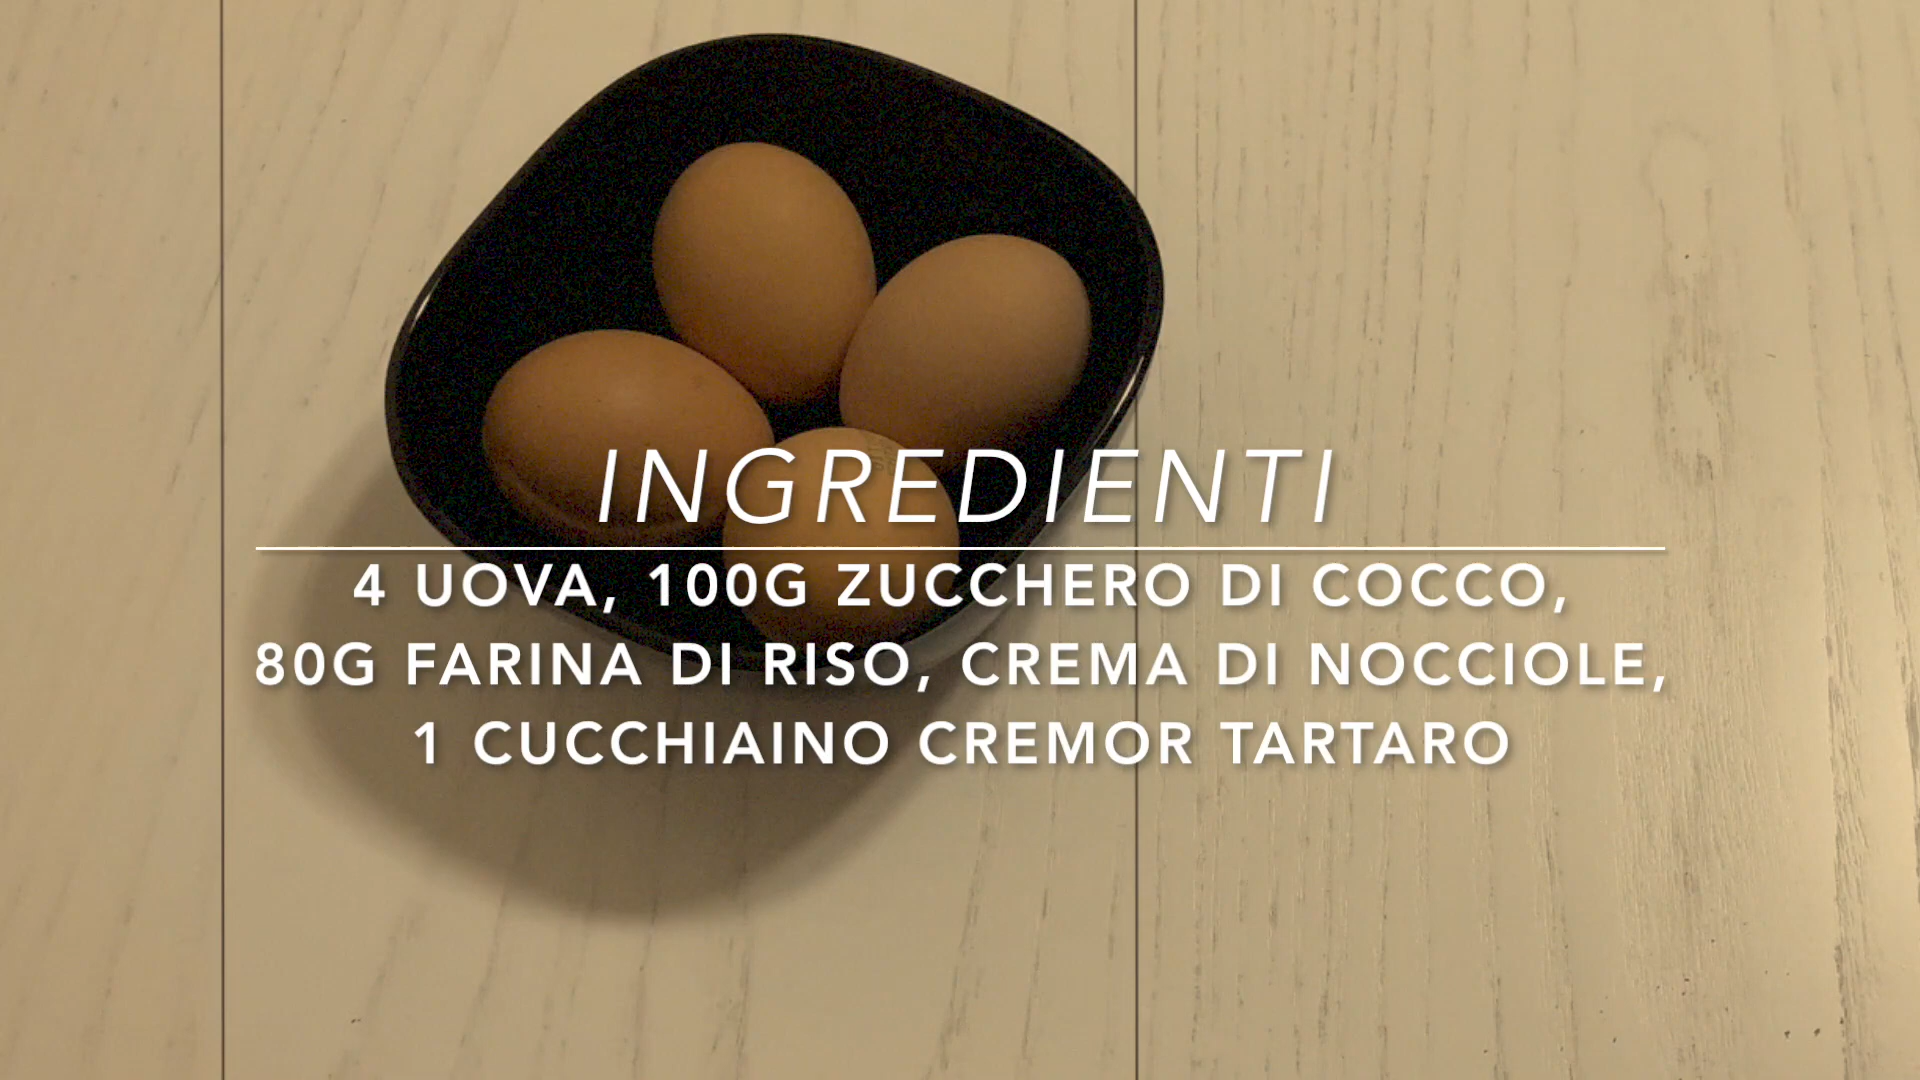 INGREDIENTI
4 UOVA, 100G ZUCCHERO DI COCCO,
80G FARINA DI RISO, CREMA DI NOCCIOLE,
1 CUCCHIAINO CREMOR TARTARO